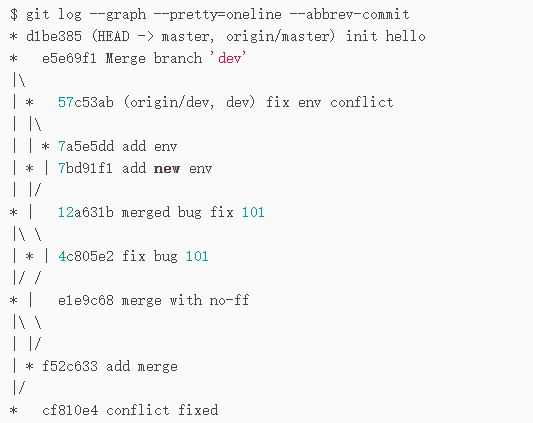 $ git log --graph --pretty=oneline --abbrev-commit
* d1be385 (HEAD -> master, origin/master) init hello
*   e5e69f1 Merge branch 'dev'
|\
| *   57c53ab (origin/dev, dev) fix env conflict
| |\
| | * 7a5e5dd add env
| * | 7bd91f1 add new env
| |/
* |   12a631b merged bug fix 101
|\ \
| * | 4c805e2 fix bug 101
|/ /
* |   e1e9c68 merge with no-ff
|\ \
| |/
| * f52c633 add merge
|/
*   cf810e4 conflict fixed